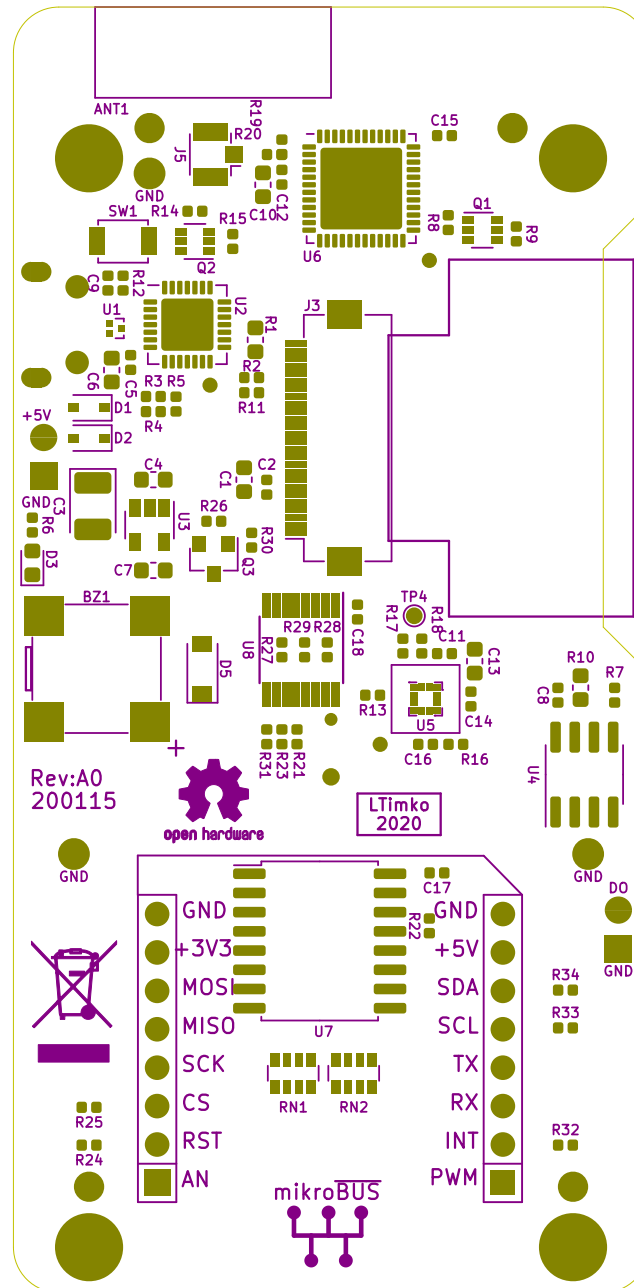 ANT1
R19
R20
J5
C15
GND
C10
C12
SW1
R14
R15
Q1
R8
R9
Q2
U6
C9
R12
U2
J3
U1
R1
R2
C6
C5
R3
R5
R11
+5V
D1
R4
D2
C4
C1
C2
GND
C3
U3
R26
R6
R30
D3
C7
Q3
BZ1
TP4
R17
R18
R29
R28
C18
U8
R27
C11
C13
D5
R10
R7
C8
R13
C14
U5
+
R31
R23
R21
C16
R16
U4
Rev:A0
200115
LTimko
2020
open hardware
GND
GND
C17
DO
GND
GND
R22
+3V3
+5V
GND
MOSI
SDA
R34
MISO
SCL
R33
U7
SCK
TX
RN1
RN2
CS
RX
R25
RST
INT
R32
R24
AN
PWM
mikroBUS